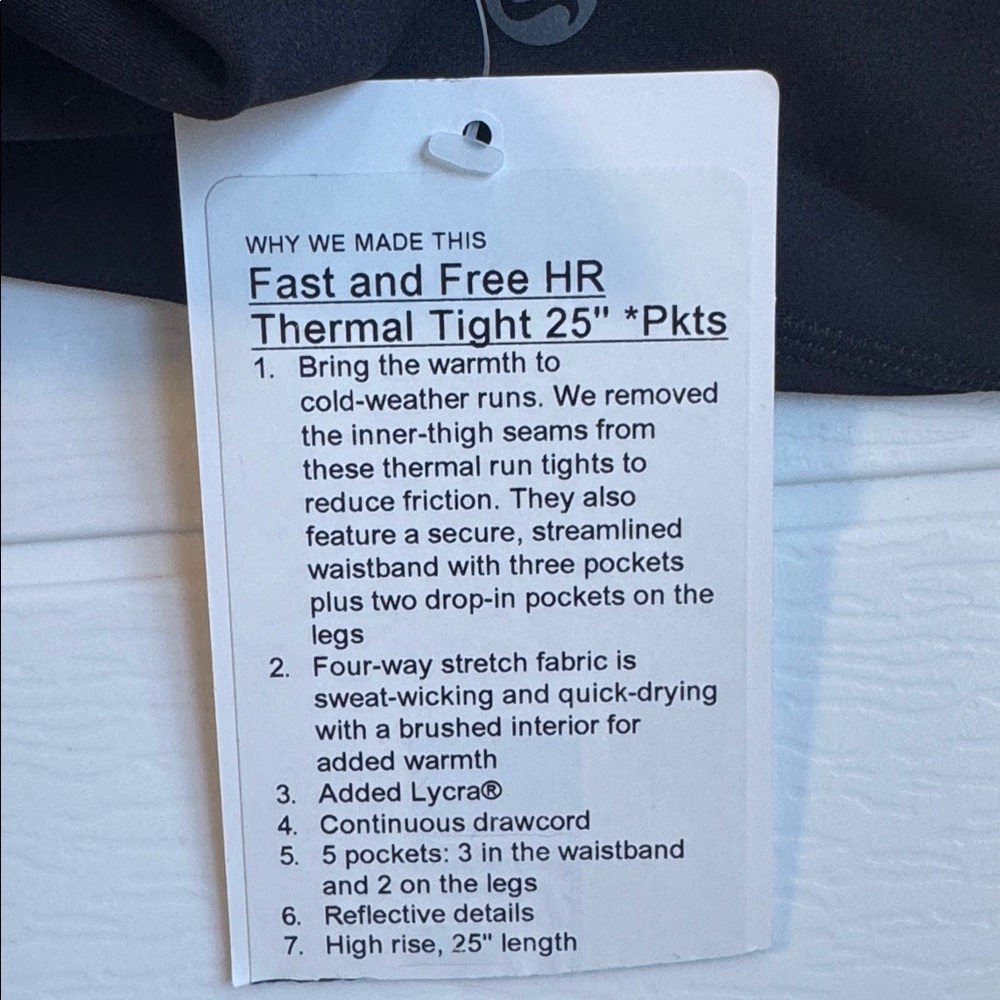 WHY WE MADE THIS
Fast and Free HR
Thermal Tight 25" *Pkts
1. Bring the warmth to
cold-weather runs. We removed
the inner-thigh seams from
these thermal run tights to
reduce friction. They also
feature a secure, streamlined
waistband with three pockets
plus two drop-in pockets on the
legs
2. Four-way stretch fabric is
sweat-wicking and quick-drying
with a brushed interior for
added warmth
3. Added Lycra®
4. Continuous drawcord
5. 5 pockets: 3 in the waistband
and 2 on the legs
6. Reflective details
7. High rise, 25" length